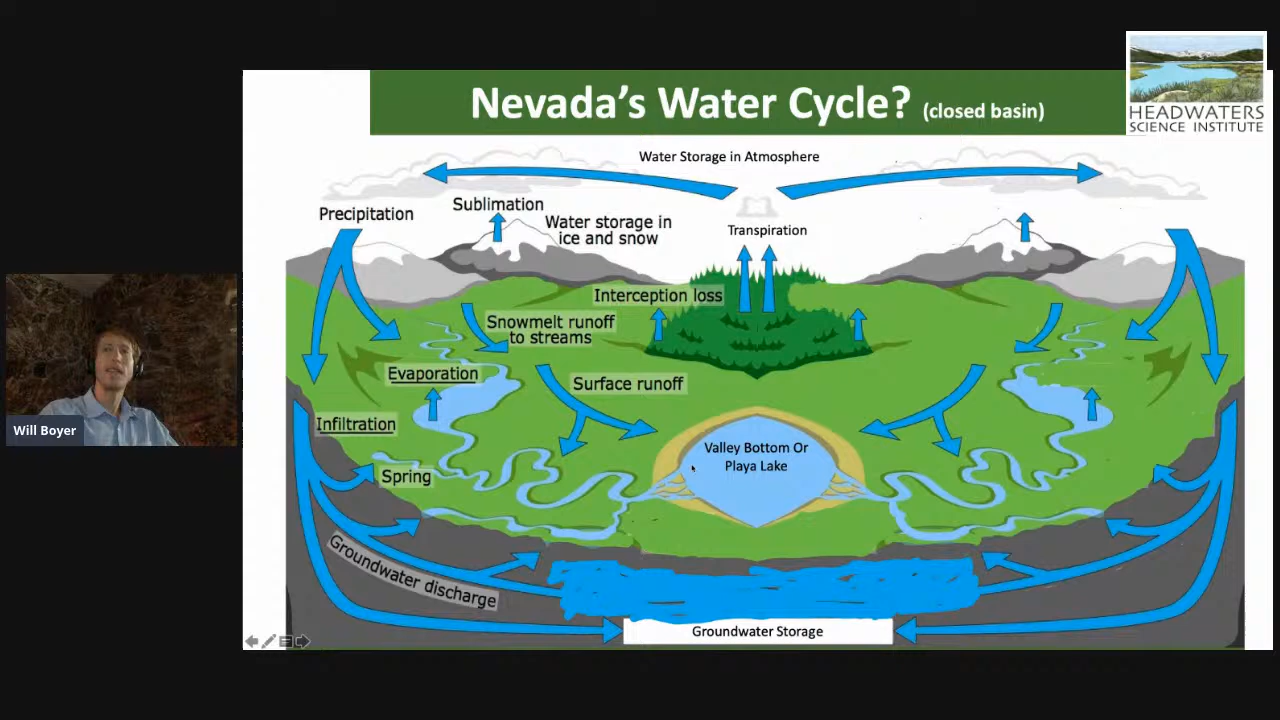 Nevada's Water Cycle? (closed basin)
HEADWATERS
SCIENCE INSTITUTE
Water Storage in Atmosphere
Precipitation
Sublimation
Water storage in
ice and snow
Transpiration
Interception loss
Snowmelt runoff
to streams
Evaporation
Surface runoff
Infiltration
Valley Bottom Or
Playa Lake
Spring
Groundwater discharge
Groundwater Storage
Will Boyer